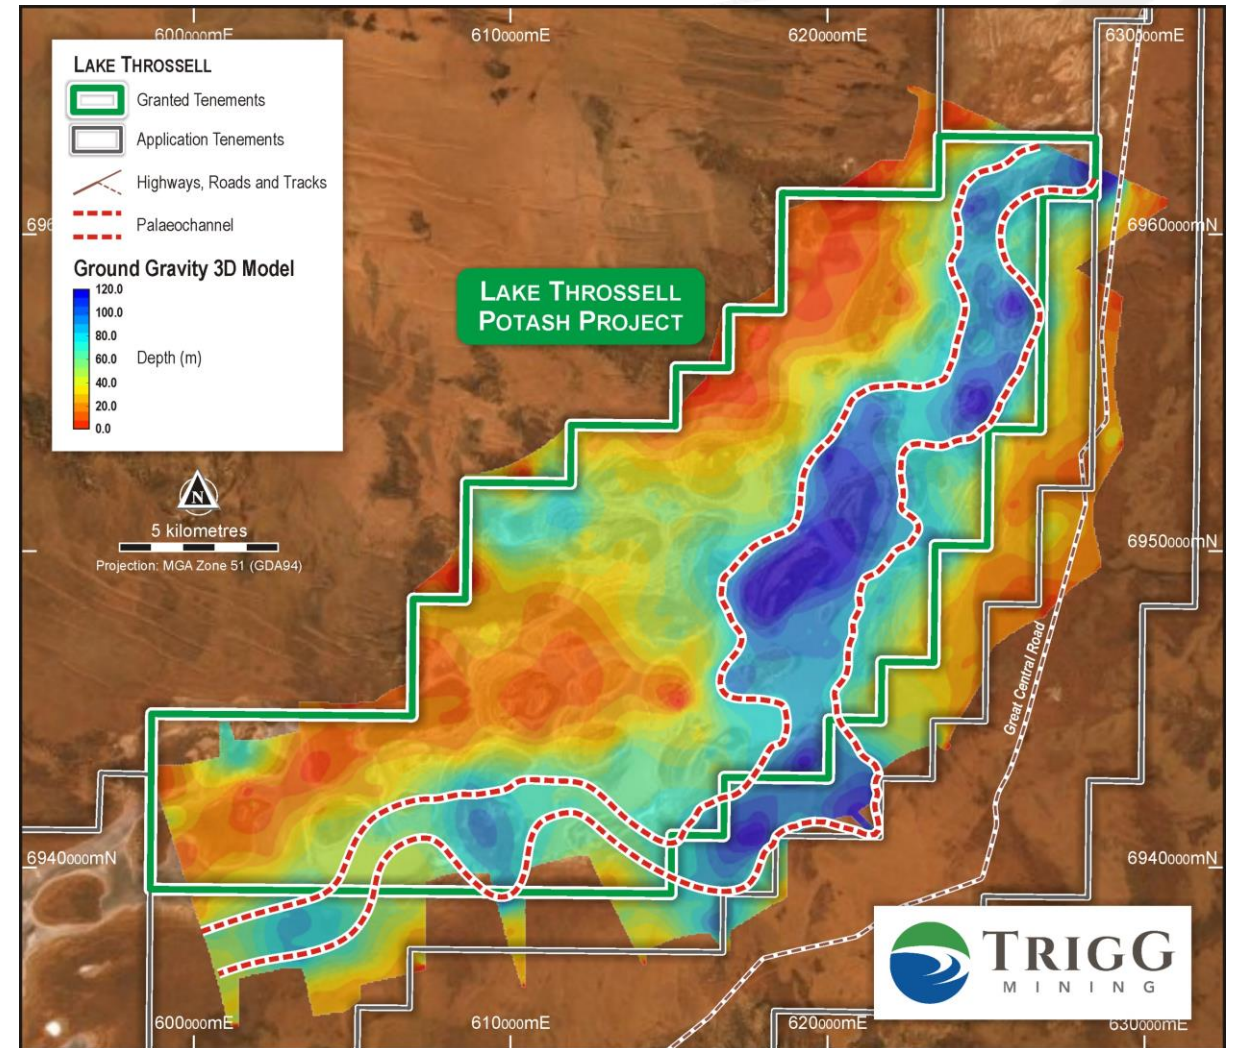 600000mE
610000mE
620000mE
630000mE
LAKE THROSSELL
Granted Tenements
Application Tenements
Highways, Roads and Tracks
Palaeochannel
Ground Gravity 3D Model
120.0
100.0
80.0
60.0
40.0
20.0
0.0
Depth (m)
LAKE THROSSELL
POTASH PROJECT
696
6960000mN
N
5 kilometres
Projection: MGA Zone 51 (GDA94)
6950000mN
Great Central Road
6940000mN
6940000mN
TRIGG
MINING
600000mE
610000mE
620000mE
630000mE